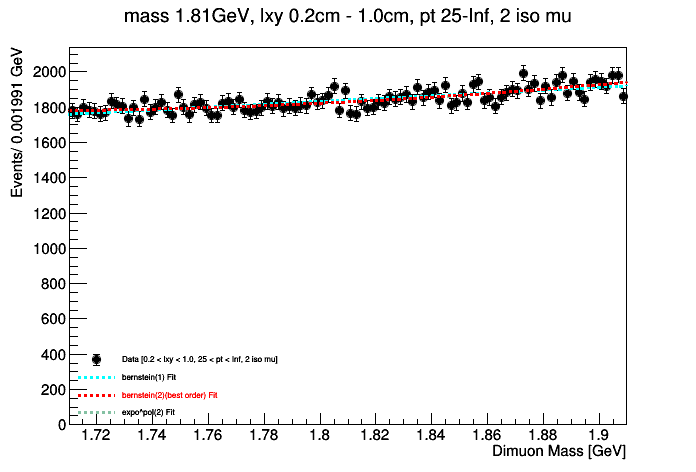 mass 1.81GeV, lxy 0.2cm - 1.0cm, pt 25-Inf, 2 iso mu
Events/ 0.001991 GeV
2000
1800
1600
1400
1200
1000
800
600
400
200
0
Data [0.2 < lxy < 1.0, 25 < pt < Inf, 2 iso mu]
bernstein(1) Fit
bernstein(2)(best order) Fit
expo^pol(2) Fit
1.72 1.74 1.76 1.78 1.8 1.82 1.84 1.86 1.88 1.9
Dimuon Mass [GeV]